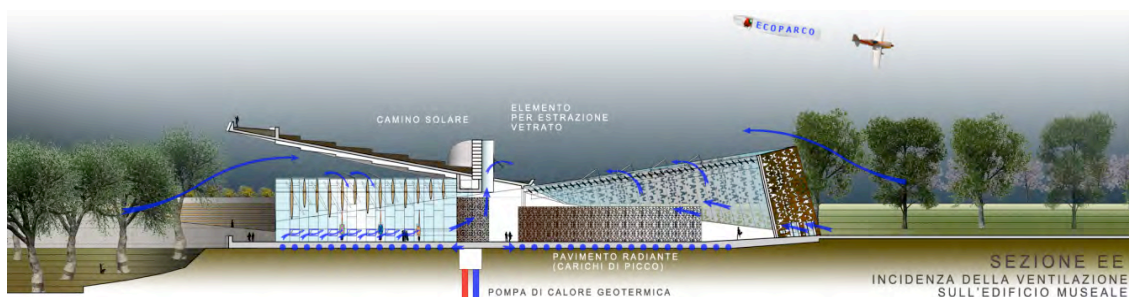 ECOPARCO
CAMINO SOLARE
ELEMENTO
PER ESTRAZIONE
VETRATO
PAVIMENTO RADIANTE
(CARICHI DI PICCO)
POMPA DI CALORE GEOTERMICA
SEZIONE EE
INCIDENZA DELLA VENTILAZIONE
SULL'EDIFICIO MUSEALE